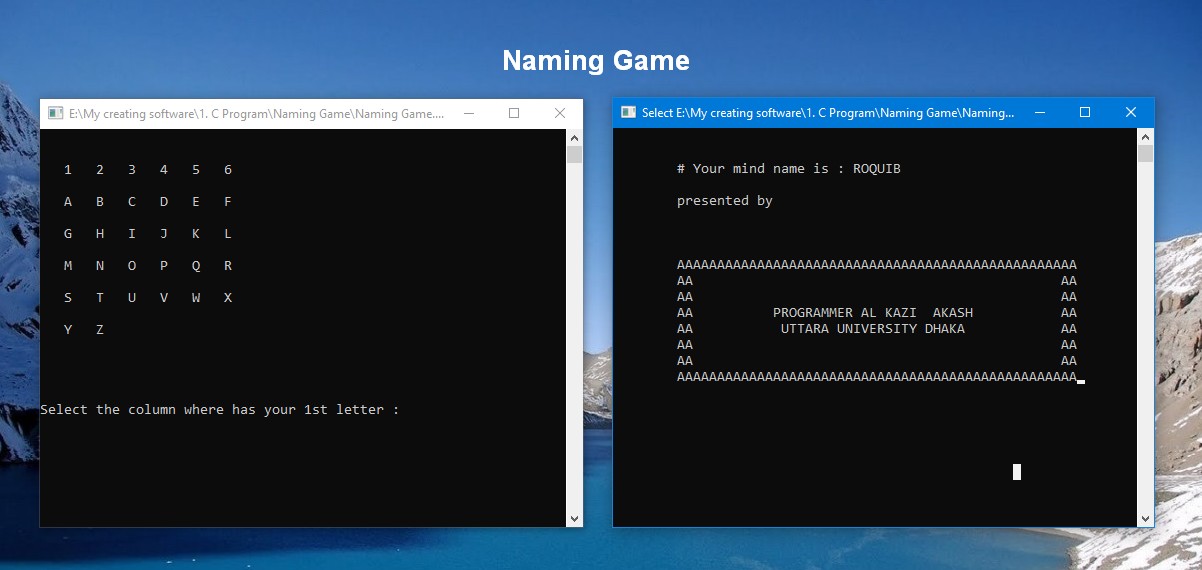 Naming Game
E:\My creating software\1. C Program\Naming Game\Naming Game....
1 2 3 4 5 6
A B C D E F
G H I J K L
M N O P Q R
S T U V W X
Y Z
Select the column where has your 1st letter :
Select E:\My creating software\1. C Program\Naming Game\Naming...
# Your mind name is : ROQUIB
presented by
AAAAAAAAAAAAAAAAAAAAAAAAAAAAAAAAAAAAAAAAAAAAAAAAAA
AA AA
AA AA
AA PROGRAMMER AL KAZI  AKASH AA
AA UTTARA UNIVERSITY DHAKA AA
AA AA
AA AA
AAAAAAAAAAAAAAAAAAAAAAAAAAAAAAAAAAAAAAAAAAAAAAAAAA